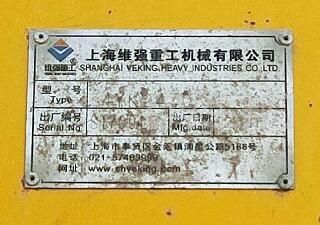 上海维强重工机械有限公司
维强重工 SHANGHAI VEKING HEAVY INDUSTRIES CO.,LTD
型 号
Type
出厂编号 出厂日期
Serial No Mfg.date
地址：上海市奉贤区金汇镇浦星公路5188号
电话：021-57489999
网址：www.shveking.com